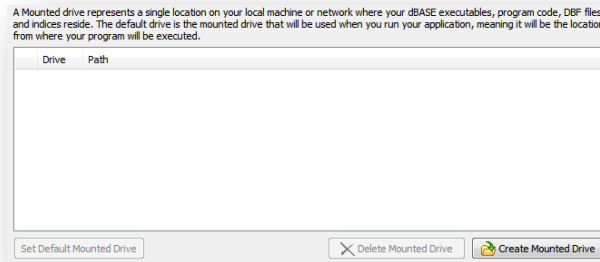 A Mounted drive represents a single location on your local machine or network where your dBASE executables, program code, DBF files
and indices reside. The default drive is the mounted drive that will be used when you run your application, meaning it will be the location
from where your program will be executed.
Drive Path
Set Default Mounted Drive Delete Mounted Drive Create Mounted Drive